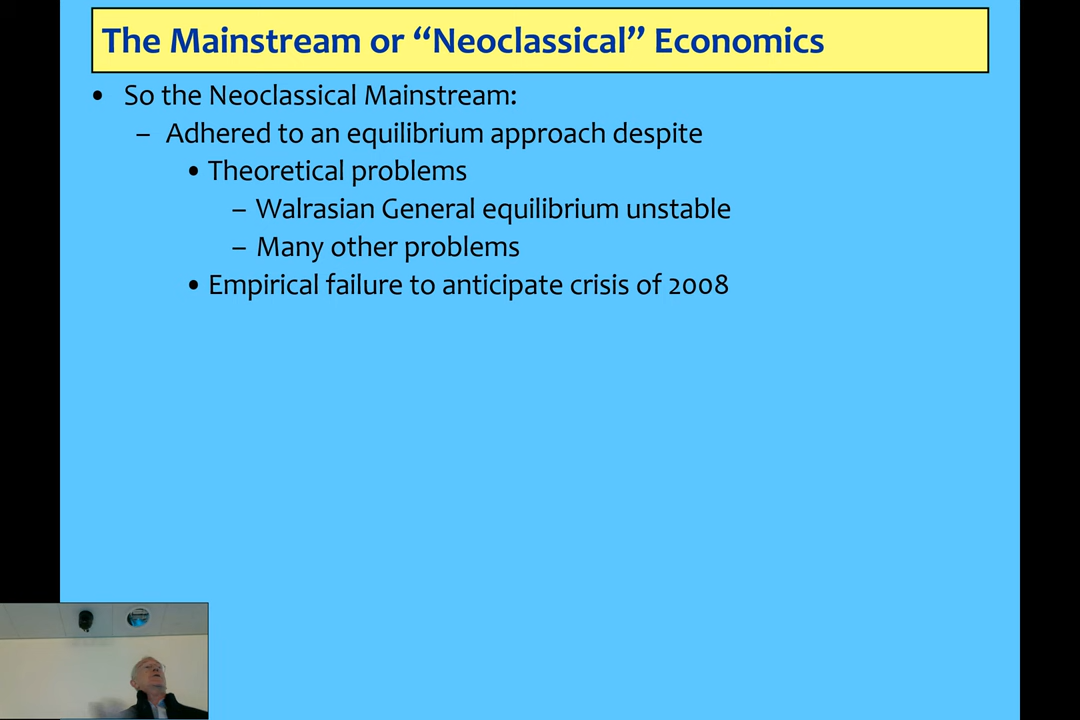 The Mainstream or “Neoclassical” Economics
• So the Neoclassical Mainstream:
– Adhered to an equilibrium approach despite
• Theoretical problems
– Walrasian General equilibrium unstable
– Many other problems
• Empirical failure to anticipate crisis of 2008